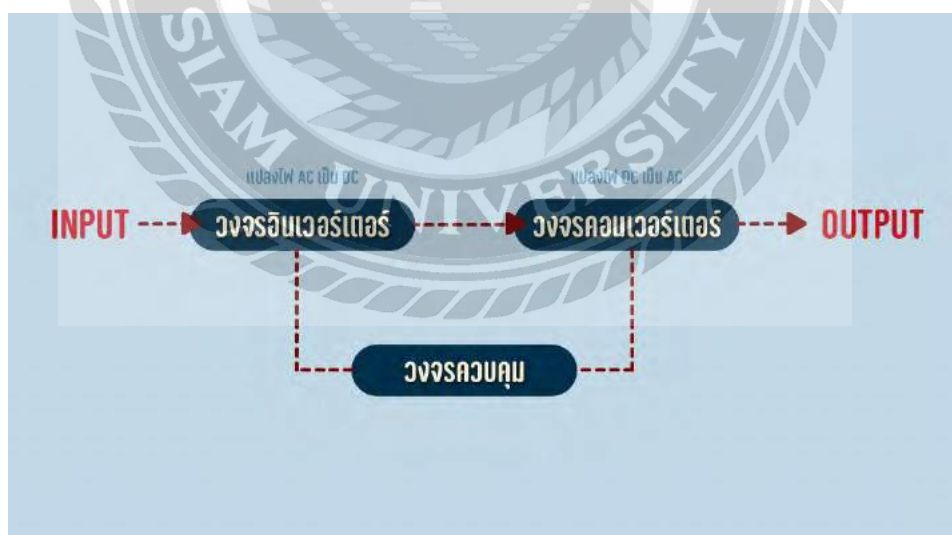 SIAM UNIVERSITY
แปลงไฟ AC เป็น DC
แปลงไฟ DC เป็น AC
INPUT
วงจรอินเวอร์เตอร์
วงจรคอนเวอร์เตอร์
OUTPUT
วงจรควบคุม